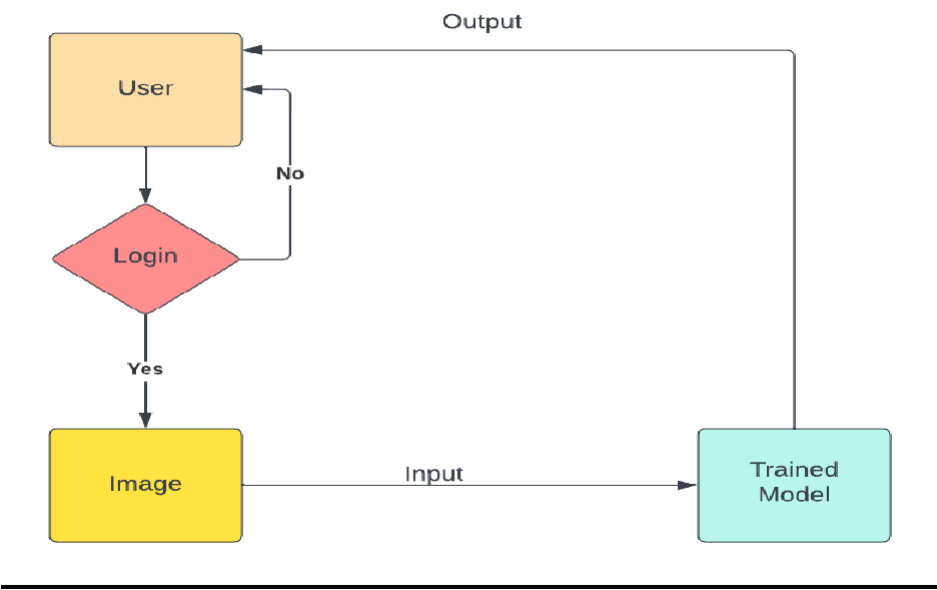 Output
User
No
Login
Yes
Image
Input
Trained
Model